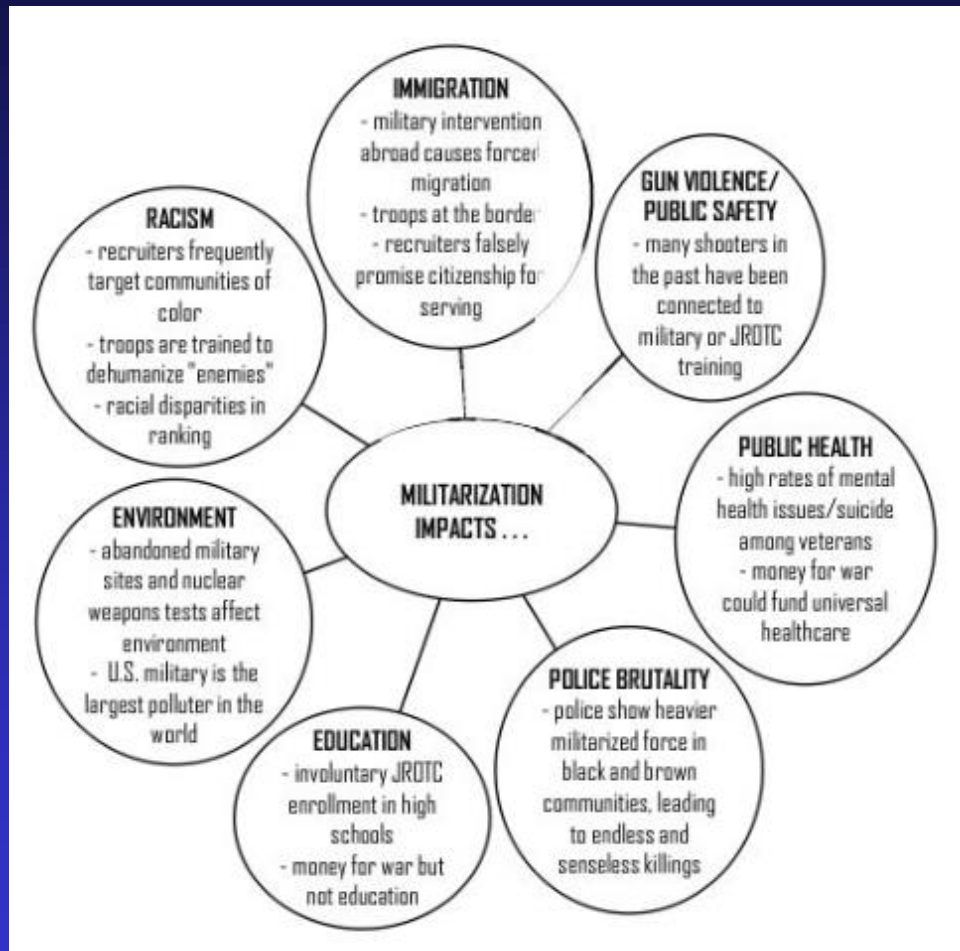 IMMIGRATION
- military intervention
abroad causes forced
migration
- troops at the border
- recruiters falsely
promise citizenship for
serving
GUN VIOLENCE/
PUBLIC SAFETY
- many shooters in
the past have been
connected to
military or JROTC
training
RACISM
- recruiters frequently
target communities of
color
- troops are trained to
dehumanize "enemies"
- racial disparities in
ranking
PUBLIC HEALTH
- high rates of mental
health issues/suicide
among veterans
- money for war
could fund universal
healthcare
MILITARIZATION
IMPACTS . . .
ENVIRONMENT
- abandoned military
sites and nuclear
weapons tests affect
environment
- U.S. military is the
largest polluter in the
world
POLICE BRUTALITY
- police show heavier
militarized force in
black and brown
communities, leading
to endless and
senseless killings
EDUCATION
- involuntary JROTC
enrollment in high
schools
- money for war but
not education